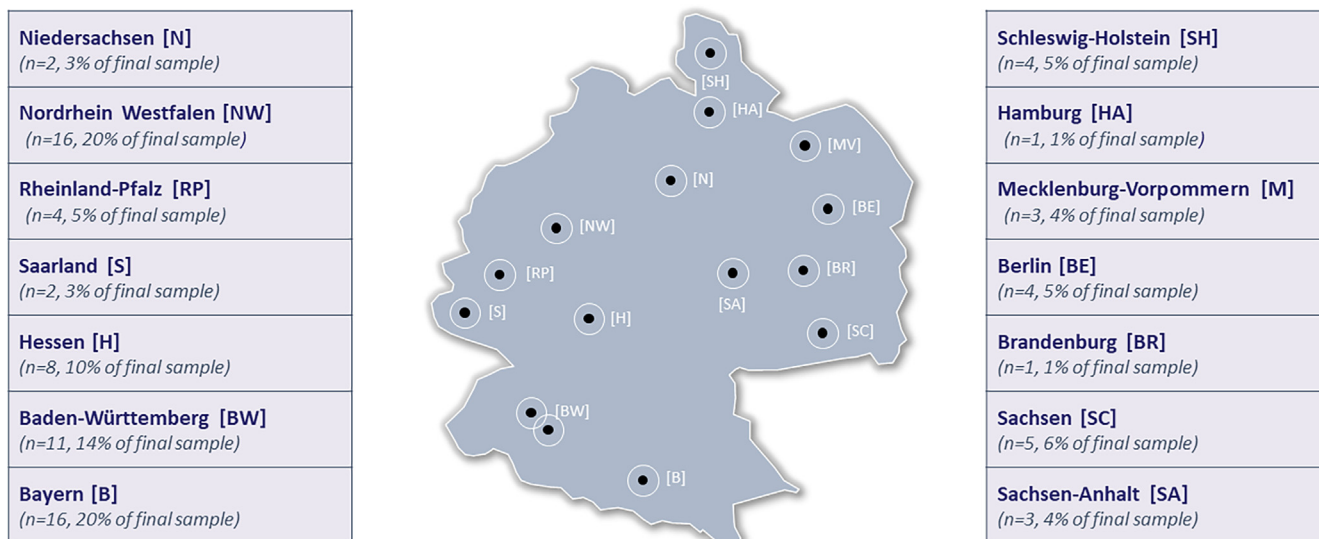 Niedersachsen [N]
(n=2, 3% of final sample)
Nordrhein Westfalen [NW]
(n=16, 20% of final sample)
Rheinland-Pfalz [RP]
(n=4, 5% of final sample)
Saarland [S]
(n=2, 3% of final sample)
Hessen [H]
(n=8, 10% of final sample)
Baden-Württemberg [BW]
(n=11, 14% of final sample)
Bayern [B]
(n=16, 20% of final sample)
[SH]
[HA]
[MV]
[N]
[BE]
[NW]
[RP]
[BR]
[SA]
[S]
[H]
[SC]
[BW]
[B]
Schleswig-Holstein [SH]
(n=4, 5% of final sample)
Hamburg [HA]
(n=1, 1% of final sample)
Mecklenburg-Vorpommern [M]
(n=3, 4% of final sample)
Berlin [BE]
(n=4, 5% of final sample)
Brandenburg [BR]
(n=1, 1% of final sample)
Sachsen [SC]
(n=5, 6% of final sample)
Sachsen-Anhalt [SA]
(n=3, 4% of final sample)